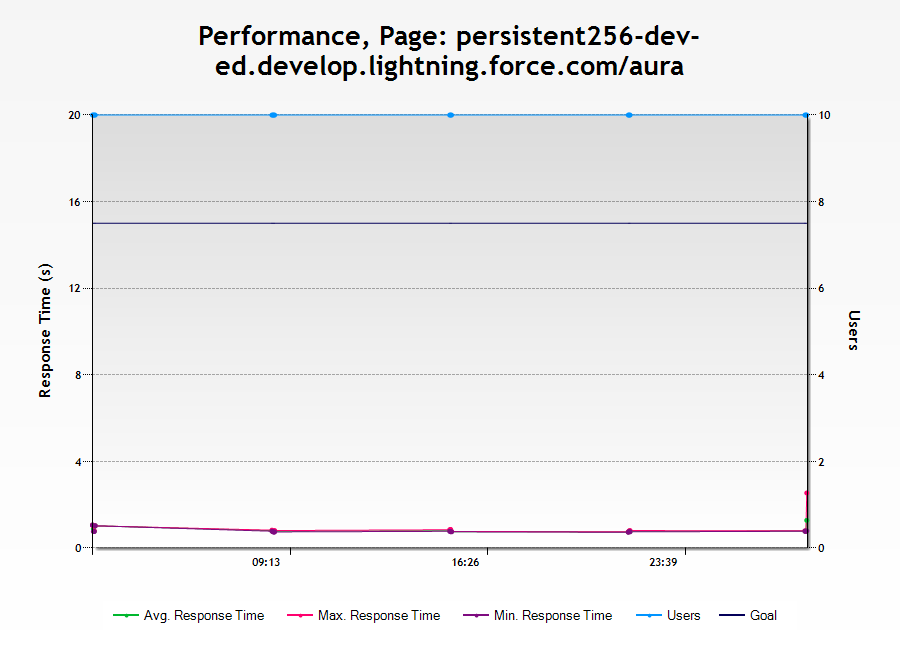 Performance, Page: persistent256-dev-
ed.develop.lightning.force.com/aura
20
16
12
8
4
0
Response Time (s)
10
8
6
4
2
0
Users
09:13
16:26
23:39
Avg. Response Time
Max. Response Time
Min. Response Time
Users
Goal